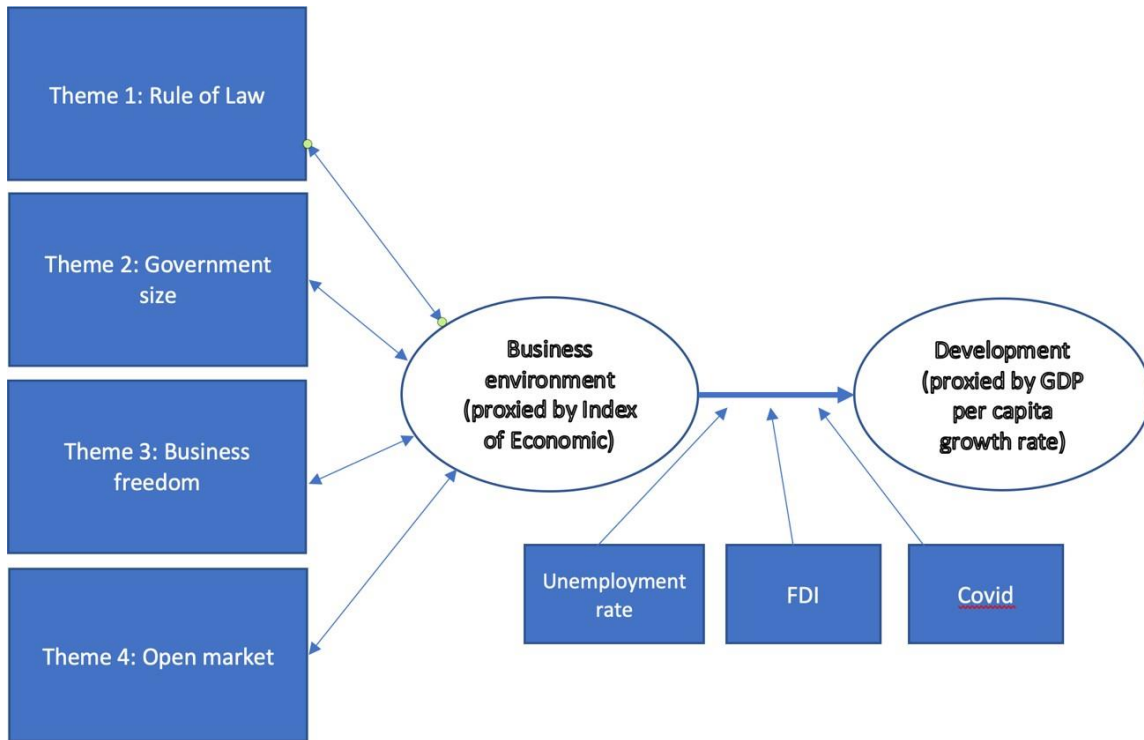 Theme 1: Rule of Law
Theme 2: Government
size
Theme 3: Business
freedom
Theme 4: Open market
Business
environment
(proxied by Index
of Economic)
Development
(proxied by GDP
per capita
growth rate)
Unemployment
rate
FDI
Covid